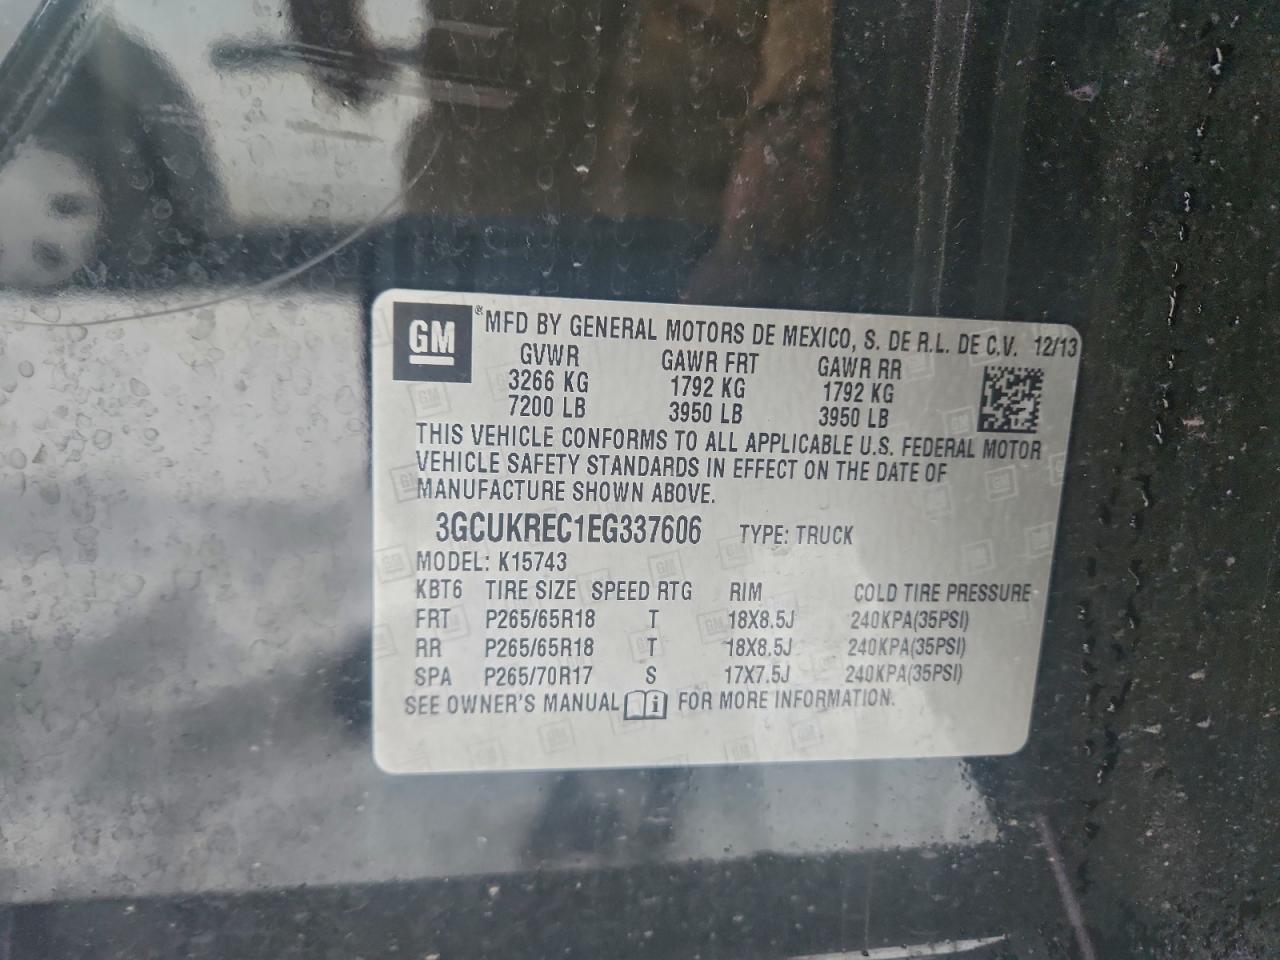 GM ® MFD BY GENERAL MOTORS DE MEXICO, S. DE R.L. DE C.V. 12/13
GVWR GAWR FRT GAWR RR
3266 KG 1792 KG 1792 KG
7200 LB 3950 LB 3950 LB
THIS VEHICLE CONFORMS TO ALL APPLICABLE U.S. FEDERAL MOTOR
VEHICLE SAFETY STANDARDS IN EFFECT ON THE DATE OF
MANUFACTURE SHOWN ABOVE.
3GCUKREC1EG337606 TYPE: TRUCK
MODEL: K15743
KBT6 TIRE SIZE SPEED RTG RIM COLD TIRE PRESSURE
FRT P265/65R18 T 18X8.5J 240KPA(35PSI)
RR P265/65R18 T 18X8.5J 240KPA(35PSI)
SPA P265/70R17 S 17X7.5J 240KPA(35PSI)
SEE OWNER'S MANUAL i FOR MORE INFORMATION.